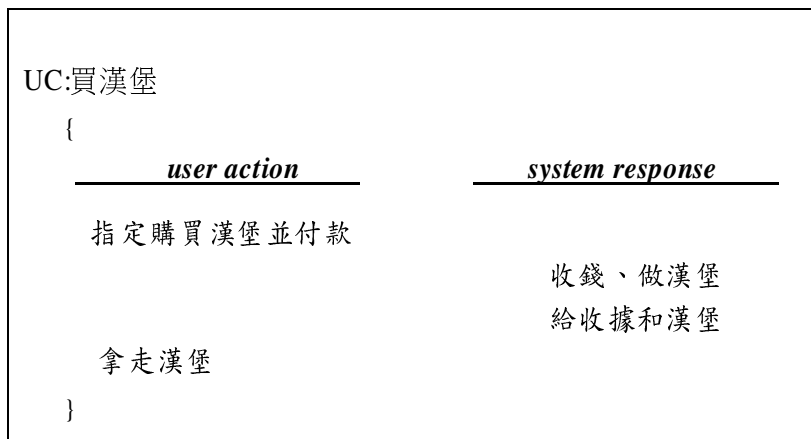 UC:買漢堡
{
user action system response
指定購買漢堡並付款
收錢、做漢堡
給收據和漢堡
拿走漢堡
}